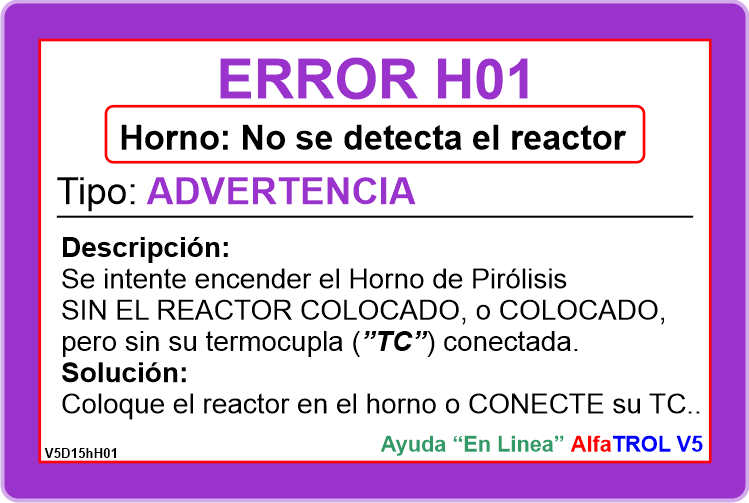 ERROR H01
Horno: No se detecta el reactor
Tipo: ADVERTENCIA
Descripción:
Se intente encender el Horno de Pirólisis
SIN EL REACTOR COLOCADO, o COLOCADO,
pero sin su termocupla (”TC”) conectada.
Solución:
Coloque el reactor en el horno o CONECTE su TC..
Ayuda “En Linea” AlfaTROL V5
V5D15hH01